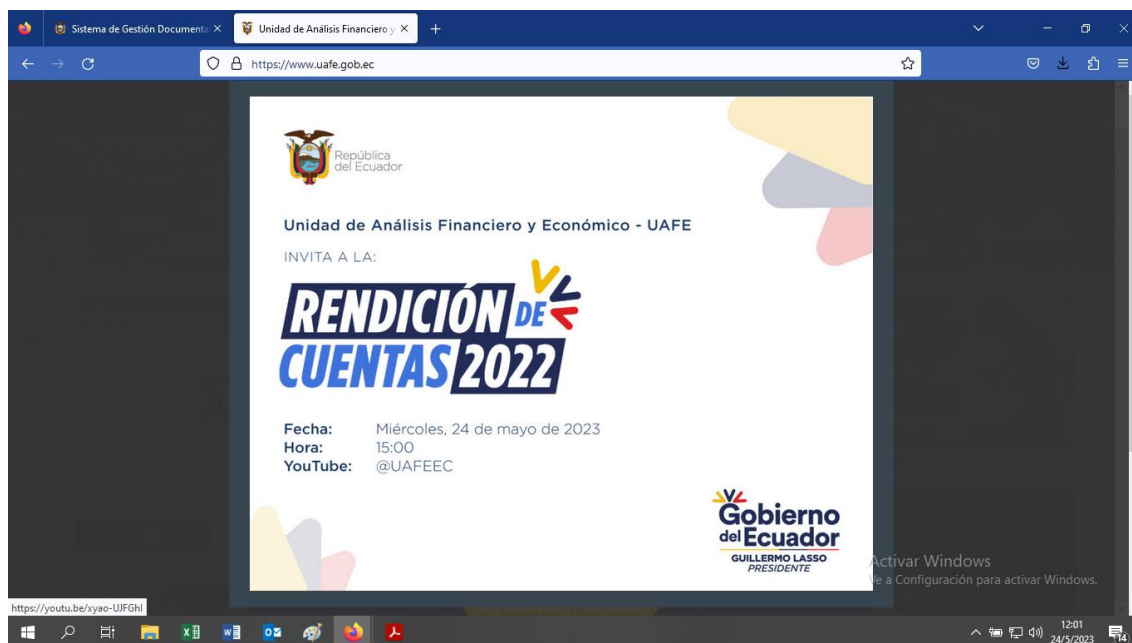 Sistema de Gestión Documenta
Unidad de Análisis Financiero y
https://www.uafe.gob.ec
República
del Ecuador
Unidad de Análisis Financiero y Económico - UAFE
INVITA A LA:
RENDICIÓN DE
CUENTAS 2022
Fecha: Miércoles, 24 de mayo de 2023
Hora: 15:00
YouTube: @UAFEEC
Gobierno
del Ecuador
GUILLERMO LASSO
PRESIDENTE
Activar Windows
Ve a Configuración para activar Windows.
https://youtu.be/xyao-UJFGhI
12:01
24/5/2023
14